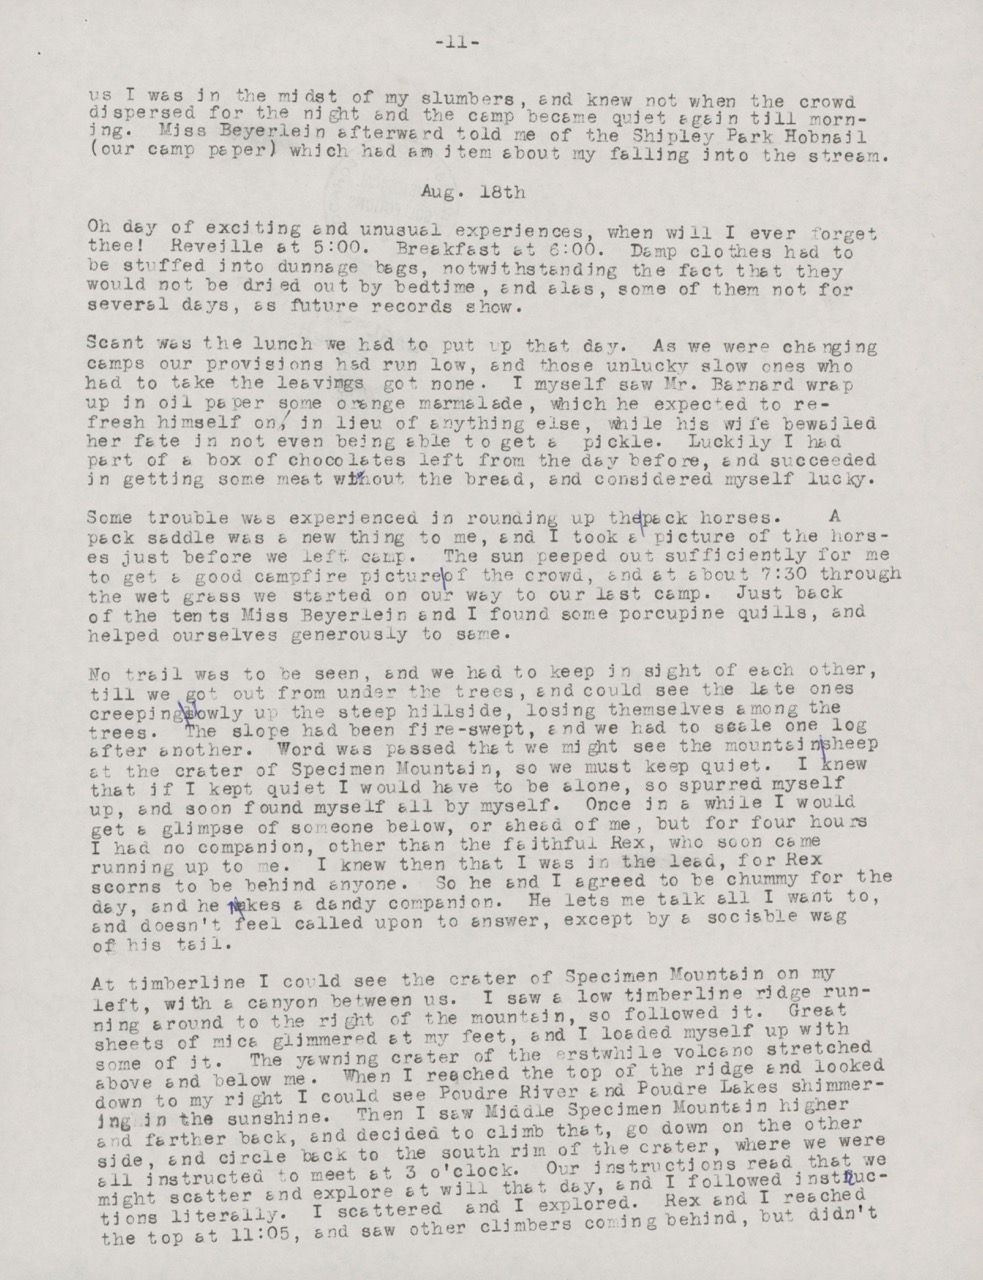 -11-
us I was in the midst of my slumbers, and knew not when the crowd
dispersed for the night and the camp became quiet again till morn-
ing. Miss Beyerlein afterward told me of the Shipley Park Hobnail
(our camp paper) which had am item about my falling into the stream.
Aug. 18th
Oh day of exciting and unusual experiences, when will I ever forget
thee! Reveille at 5:00. Breakfast at 6:00. Damp clothes had to
be stuffed into dunnage bags, notwithstanding the fact that they
would not be dried out by bedtime, and alas, some of them not for
several days, as future records show.
Scant was the lunch we had to put up that day. As we were changing
camps our provisions had run low, and those unlucky slow ones who
had to take the leavings got none. I myself saw Mr. Barnard wrap
up in oil paper some orange marmalade, which he expected to re-
fresh himself on, in lieu of anything else, while his wife bewailed
her fate in not even being able to get a pickle. Luckily I had
part of a box of chocolates left from the day before, and succeeded
in getting some meat without the bread, and considered myself lucky.
Some trouble was experienced in rounding up the|pack horses. A
pack saddle was a new thing to me, and I took a picture of the hors-
es just before we left camp. The sun peeped out sufficiently for me
to get a good campfire picture|of the crowd, and at about 7:30 through
the wet grass we started on our way to our last camp. Just back
of the tents Miss Beyerlein and I found some porcupine quills, and
helped ourselves generously to same.
No trail was to be seen, and we had to keep in sight of each other,
till we got out from under the trees, and could see the late ones
creeping|slowly up the steep hillside, losing themselves among the
trees. The slope had been fire-swept, and we had to scale one log
after another. Word was passed that we might see the mountain|sheep
at the crater of Specimen Mountain, so we must keep quiet. I knew
that if I kept quiet I would have to be alone, so spurred myself
up, and soon found myself all by myself. Once in a while I would
get a glimpse of someone below, or ahead of me, but for four hours
I had no companion, other than the faithful Rex, who soon came
running up to me. I knew then that I was in the lead, for Rex
scorns to be behind anyone. So he and I agreed to be chummy for the
day, and he makes a dandy companion. He lets me talk all I want to,
and doesn't feel called upon to answer, except by a sociable wag
of his tail.
At timberline I could see the crater of Specimen Mountain on my
left, with a canyon between us. I saw a low timberline ridge run-
ning around to the right of the mountain, so followed it. Great
sheets of mica glimmered at my feet, and I loaded myself up with
some of it. The yawning crater of the erstwhile volcano stretched
above and below me. When I reached the top of the ridge and looked
down to my right I could see Poudre River and Poudre Lakes shimmer-
ing in the sunshine. Then I saw Middle Specimen Mountain higher
and farther back, and decided to climb that, go down on the other
side, and circle back to the south rim of the crater, where we were
all instructed to meet at 3 o'clock. Our instructions read that we
might scatter and explore at will that day, and I followed instruc-
tions literally. I scattered and I explored. Rex and I reached
the top at 11:05, and saw other climbers coming behind, but didn't